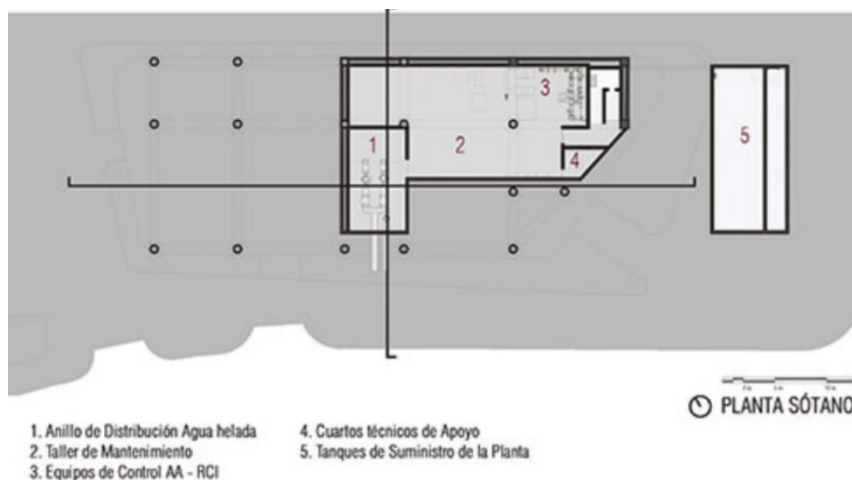 3
1
2
4
5
PLANTA SÓTANO
1. Anillo de Distribución Agua helada
2. Taller de Mantenimiento
3. Equipos de Control AA - RCI
4. Cuartos técnicos de Apoyo
5. Tanques de Suministro de la Planta